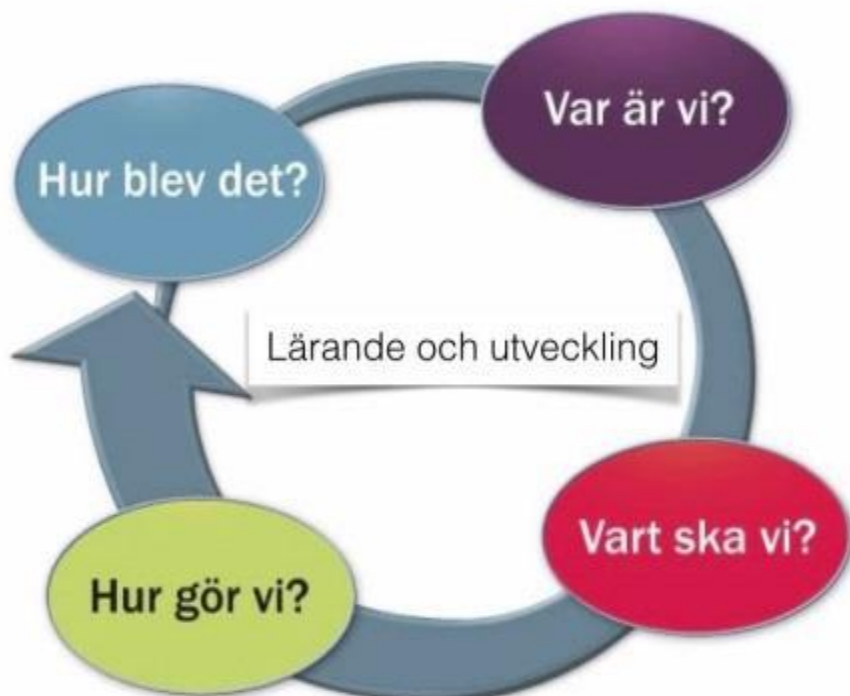 Var är vi?
Hur blev det?
Lärande och utveckling
Vart ska vi?
Hur gör vi?